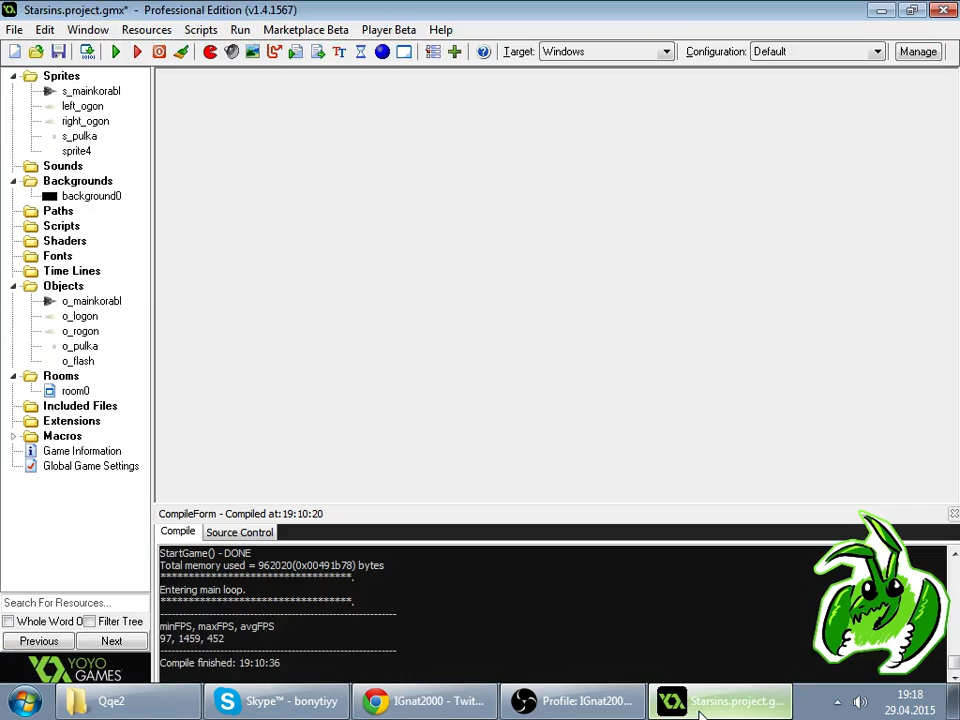 Starsins.project.gmx* - Professional Edition (v1.4.1567)
File Edit Window Resources Scripts Run Marketplace Beta Player Beta Help
Target: Windows Configuration: Default Manage
Sprites
s_mainkorabl
left_ogon
right_ogon
s_pulka
sprite4
Sounds
Backgrounds
background0
Paths
Scripts
Shaders
Fonts
Time Lines
Objects
o_mainkorabl
o_logon
o_rogon
o_pulka
o_flash
Rooms
room0
Included Files
Extensions
Macros
Game Information
Global Game Settings
Search For Resources...
Whole Word O Filter Tree
Previous Next
YOYO
GAMES
CompileForm - Compiled at:19:10:20
Compile Source Control
StartGame() - DONE
Total memory used = 962020(0x00491b78) bytes
**********************************.
Entering main loop.
**********************************.
minFPS, maxFPS, avgFPS
97, 1459, 452
Compile finished: 19:10:36
Qqe2 Skype™ - bonytiyy IGnat2000 - Twit... Profile: IGnat2000... Starsins.project.g...
19:18
29.04.2015